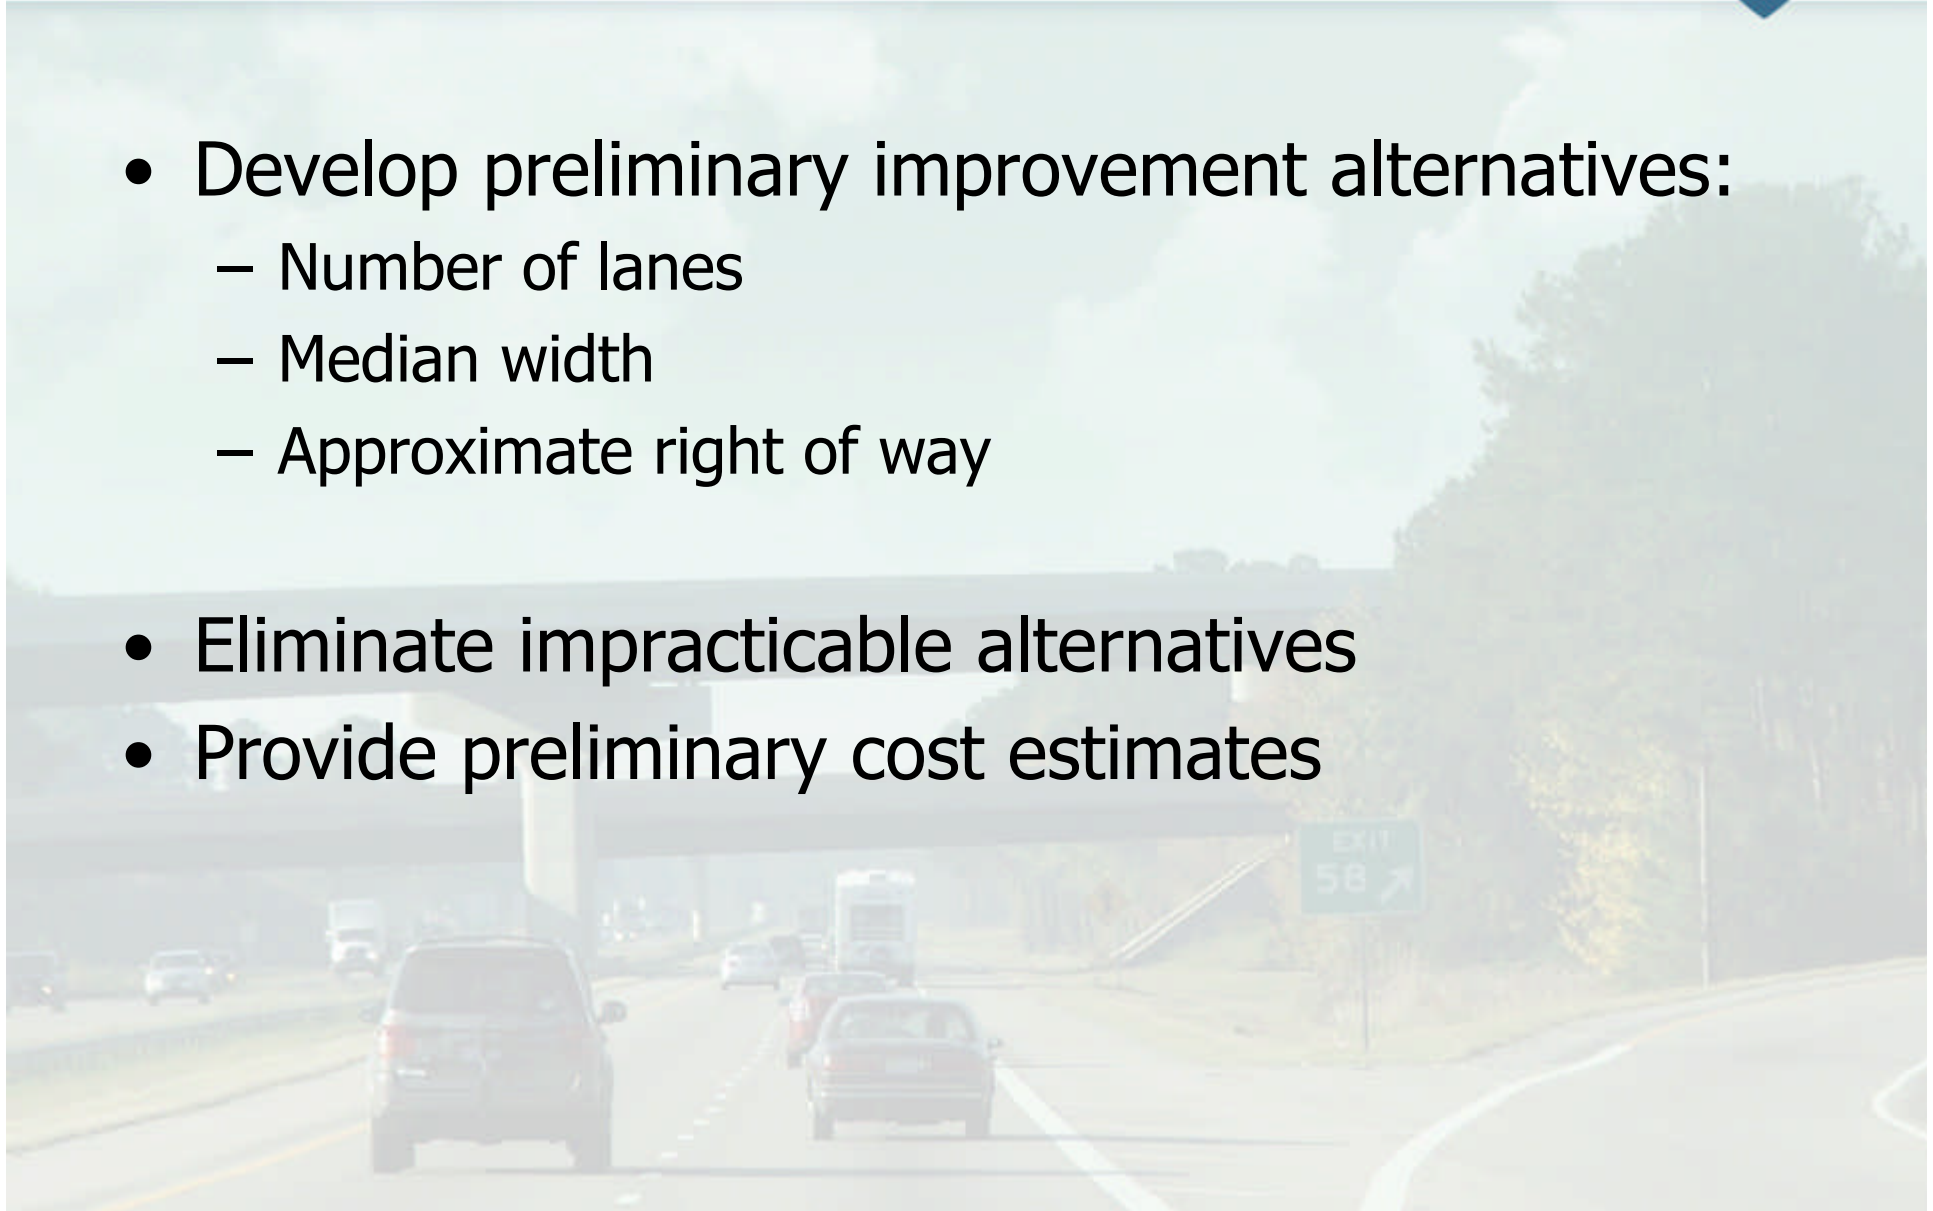 • Develop preliminary improvement alternatives:
– Number of lanes
– Median width
– Approximate right of way
• Eliminate impracticable alternatives
• Provide preliminary cost estimates
EXIT
58